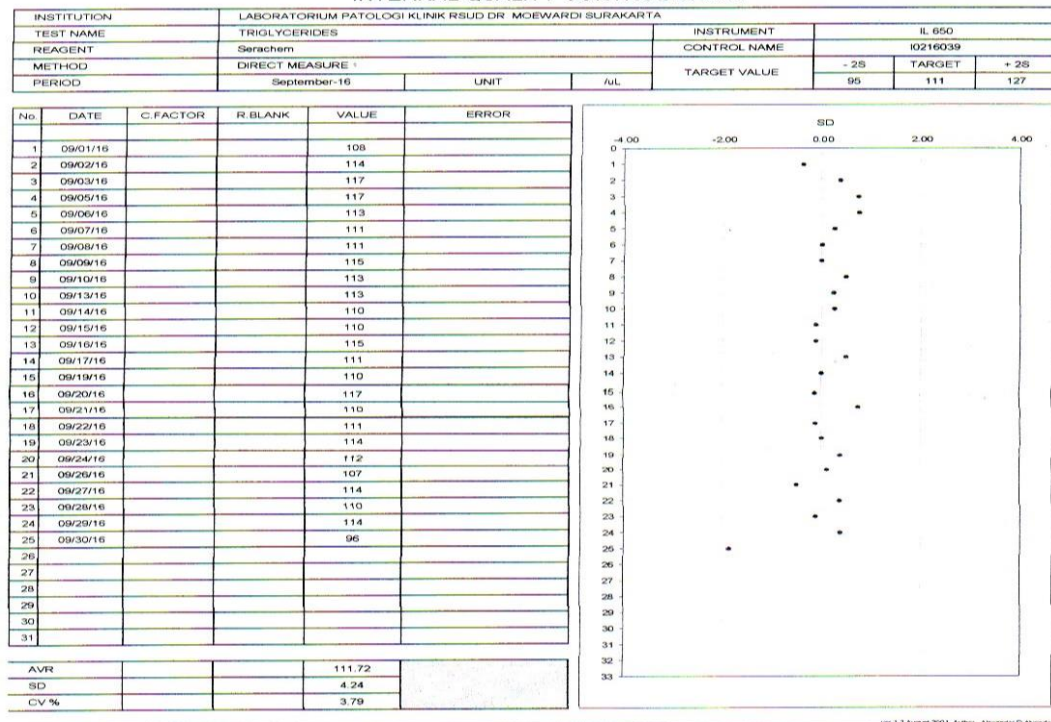 INSTITUTION LABORATORIUM PATOLOGI KLINIK RSUD DR MOEWARDI SURAKARTA
TEST NAME TRIGLYCERIDES INSTRUMENT IL 650
REAGENT Serachem CONTROL NAME I0216039
METHOD DIRECT MEASURE TARGET VALUE - 2S TARGET + 2S
PERIOD September-16 UNIT /uL 95 111 127
No. DATE C.FACTOR R.BLANK VALUE ERROR
1 09/01/16 108
2 09/02/16 114
3 09/03/16 117
4 09/05/16 117
5 09/06/16 113
6 09/07/16 111
7 09/08/16 111
8 09/09/16 115
9 09/10/16 113
10 09/13/16 113
11 09/14/16 110
12 09/15/16 110
13 09/16/16 115
14 09/17/16 111
15 09/19/16 110
16 09/20/16 117
17 09/21/16 110
18 09/22/16 111
19 09/23/16 114
20 09/24/16 112
21 09/26/16 107
22 09/27/16 114
23 09/28/16 110
24 09/29/16 114
25 09/30/16 96
26
27
28
29
30
31
AVR 111.72
SD 4.24
CV % 3.79
SD
-4.00 -2.00 0.00 2.00 4.00
0
1
2
3
4
5
6
7
8
9
10
11
12
13
14
15
16
17
18
19
20
21
22
23
24
25
26
27
28
29
30
31
32
33